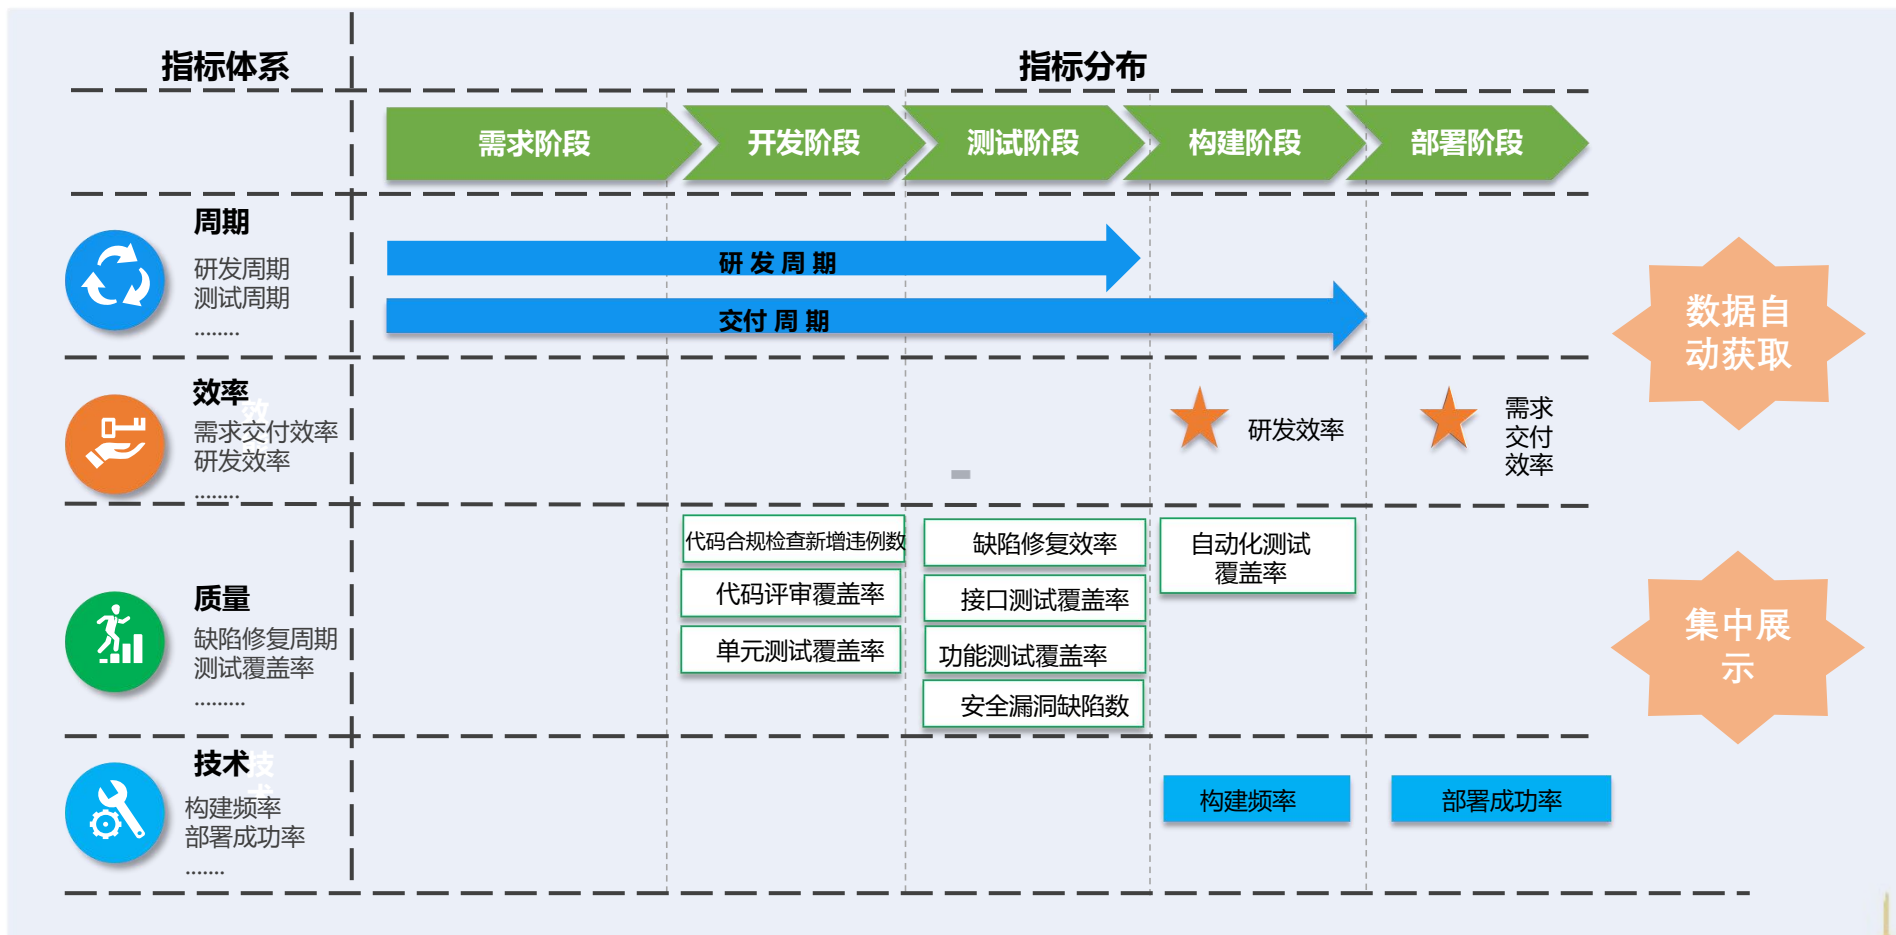 指标体系
指标分布
需求阶段
开发阶段
测试阶段
构建阶段
部署阶段
周期
研发周期
测试周期
........
研 发 周 期
交付 周 期
数据自
动获取
效率
效
需求交付效率
研发效率
........
研发效率
需求
交付
效率
质量
缺陷修复周期
测试覆盖率
.........
代码合规检查新增违例数
代码评审覆盖率
单元测试覆盖率
缺陷修复效率
接口测试覆盖率
功能测试覆盖率
安全漏洞缺陷数
自动化测试
覆盖率
集中展
示
技术
技
术
构建频率
部署成功率
.......
构建频率
部署成功率